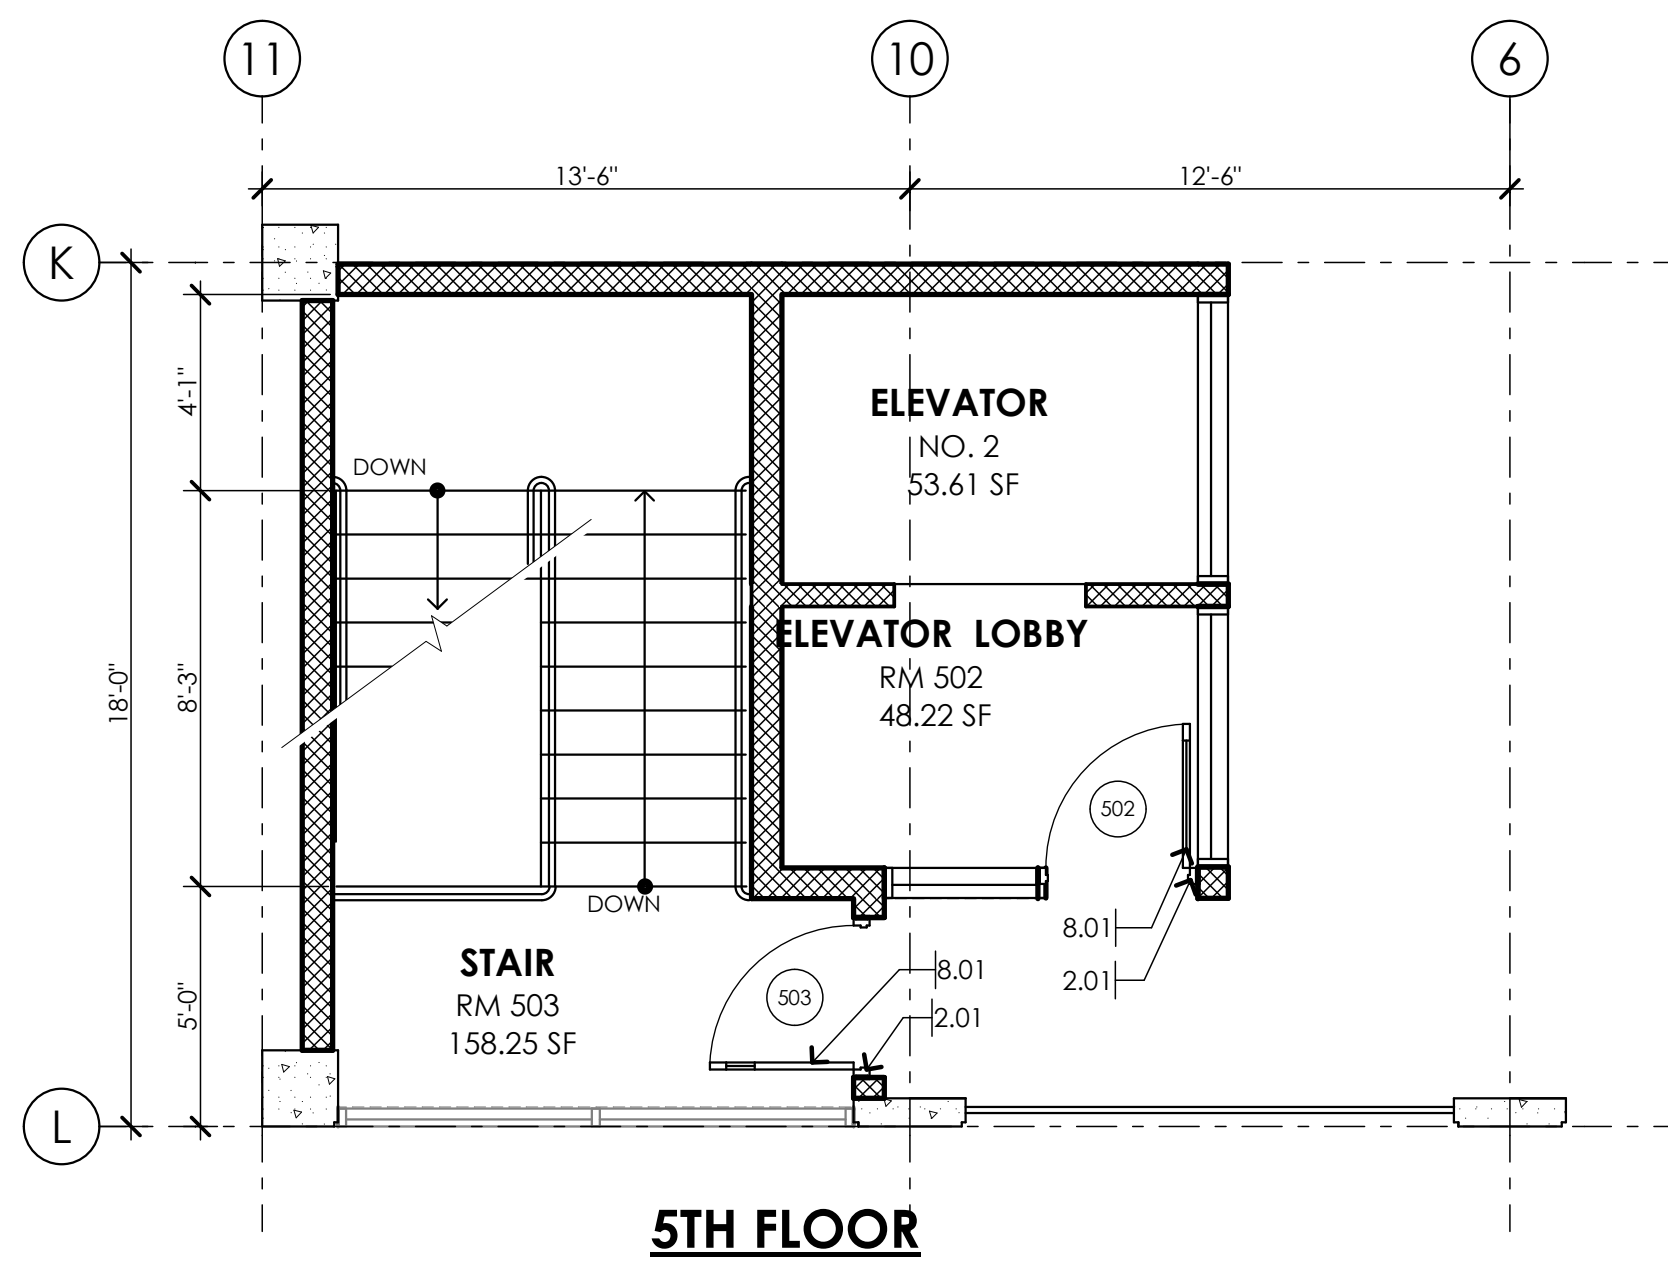 11
10
6
13'-6"
12'-6"
K
4'-1"
ELEVATOR
NO. 2
53.61 SF
DOWN
ELEVATOR LOBBY
RM 502
48.22 SF
18'-0"
8'-3"
502
DOWN
8.01
2.01
STAIR
RM 503
158.25 SF
503
8.01
2.01
5'-0"
L
5TH FLOOR